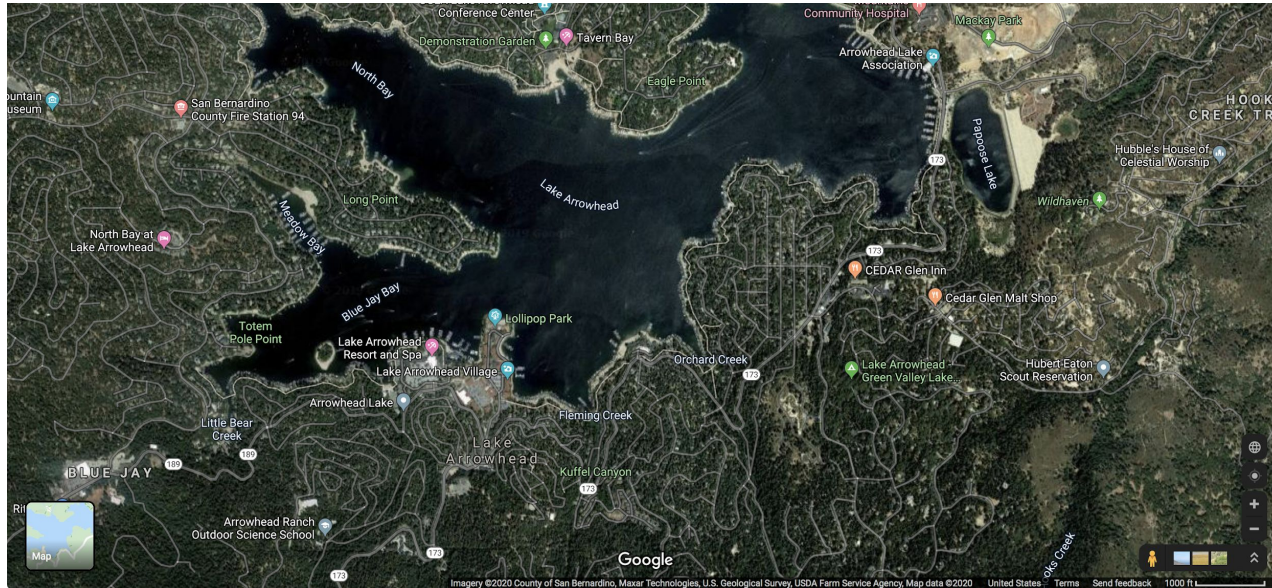 Conference Center
Community Hospital
Mackay Park
Demonstration Garden
Tavern Bay
Arrowhead Lake
Association
North Bay
Eagle Point
San Bernardino
County Fire Station 94
HOOK
CREEK TR
Papoose Lake
Hubble's House of
Celestial Worship
173
Lake Arrowhead
Long Point
Wildhaven
Meadow Bay
North Bay at
Lake Arrowhead
173
CEDAR Glen Inn
Blue Jay Bay
Cedar Glen Malt Shop
Lollipop Park
Totem
Pole Point
Lake Arrowhead
Resort and Spa
Orchard Creek
Lake Arrowhead Village
173
Lake Arrowhead -
Green Valley Lake...
Hubert Eaton
Scout Reservation
Arrowhead Lake
Fleming Creek
Little Bear
Creek
Lake
Arrowhead
189
189
BLUE JAY
Kuffel Canyon
173
Arrowhead Ranch
Outdoor Science School
173
173
Map
Google
oks Creek
Imagery ©2020 County of San Bernardino, Maxar Technologies, U.S. Geological Survey, USDA Farm Service Agency, Map data ©2020 United States Terms Send feedback 1000 ft